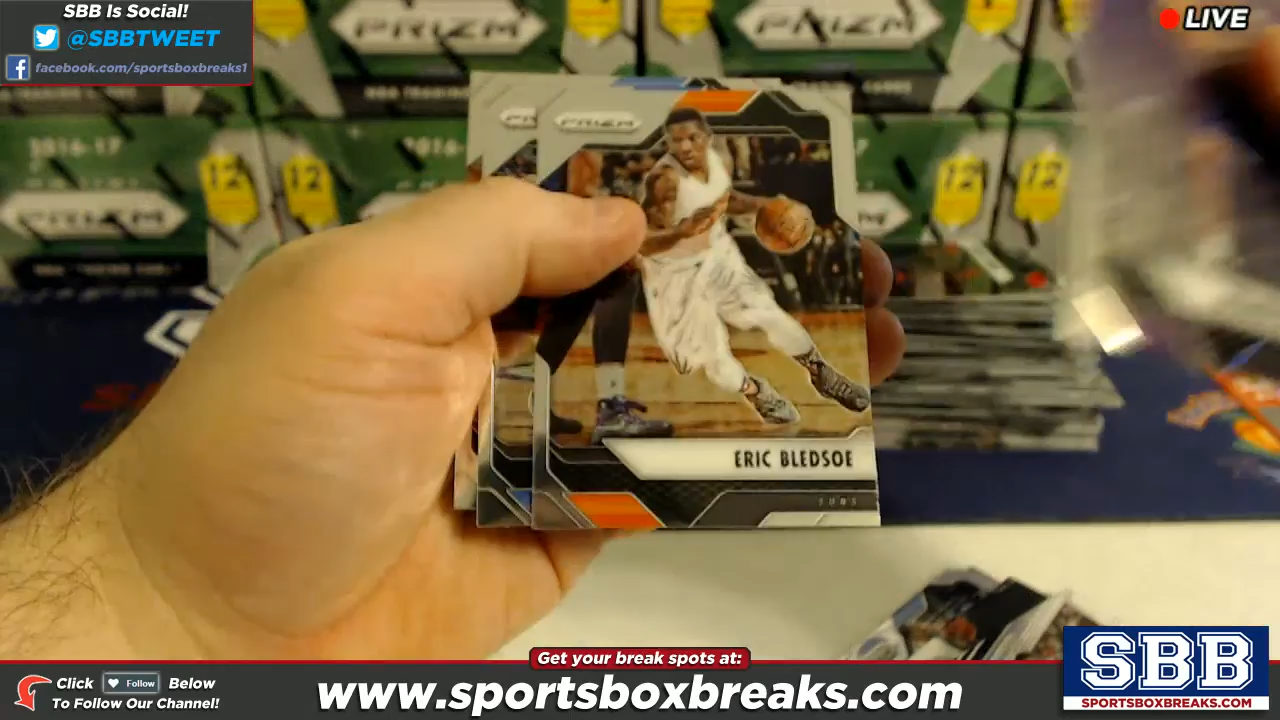 SBB Is Social!
@SBBTWEET
facebook.com/sportsboxbreaks1
LIVE
PRIZM
PRIZM
2016-17
PRIZM
12
12
12
12
PRIZM
ERIC BLEDSOE
SUNS
Get your break spots at:
Click Follow Below
To Follow Our Channel!
www.sportsboxbreaks.com
SBB
SPORTSBOXBREAKS.COM